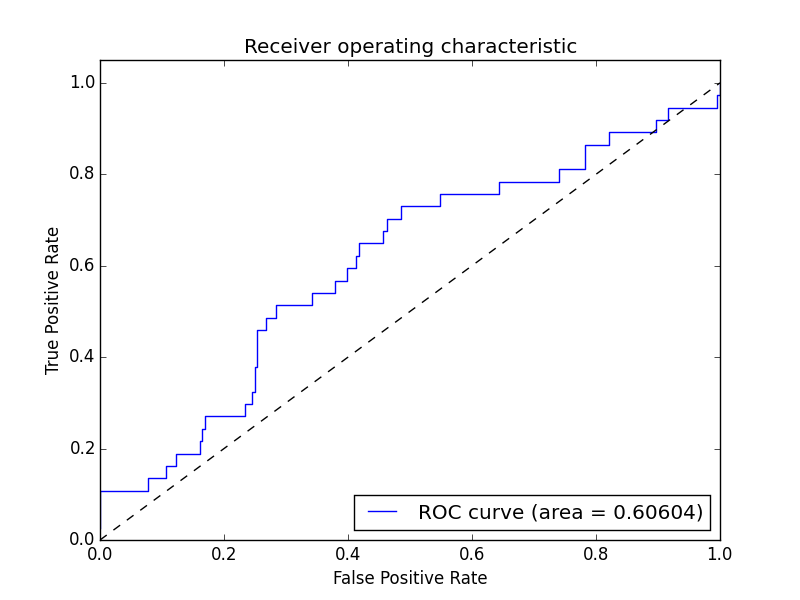 Receiver operating characteristic
1.0
0.8
0.6
0.4
0.2
0.0
True Positive Rate
ROC curve (area = 0.60604)
0.0 0.2 0.4 0.6 0.8 1.0
False Positive Rate